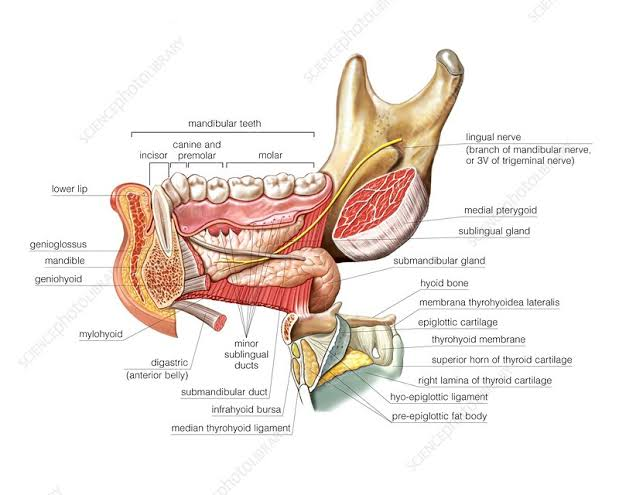 mandibular teeth
canine and
incisor premolar molar
lower lip
genioglossus
mandible
geniohyoid
mylohyoid
digastric
(anterior belly)
minor
sublingual
ducts
submandibular duct
infrahyoid bursa
median thyrohyoid ligament
lingual nerve
(branch of mandibular nerve,
or 3V of trigeminal nerve)
medial pterygoid
sublingual gland
submandibular gland
hyoid bone
membrana thyrohyoidea lateralis
epiglottic cartilage
thyrohyoid membrane
superior horn of thyroid cartilage
right lamina of thyroid cartilage
hyo-epiglottic ligament
pre-epiglottic fat body
SCIENCEPHOTOLIBRARY